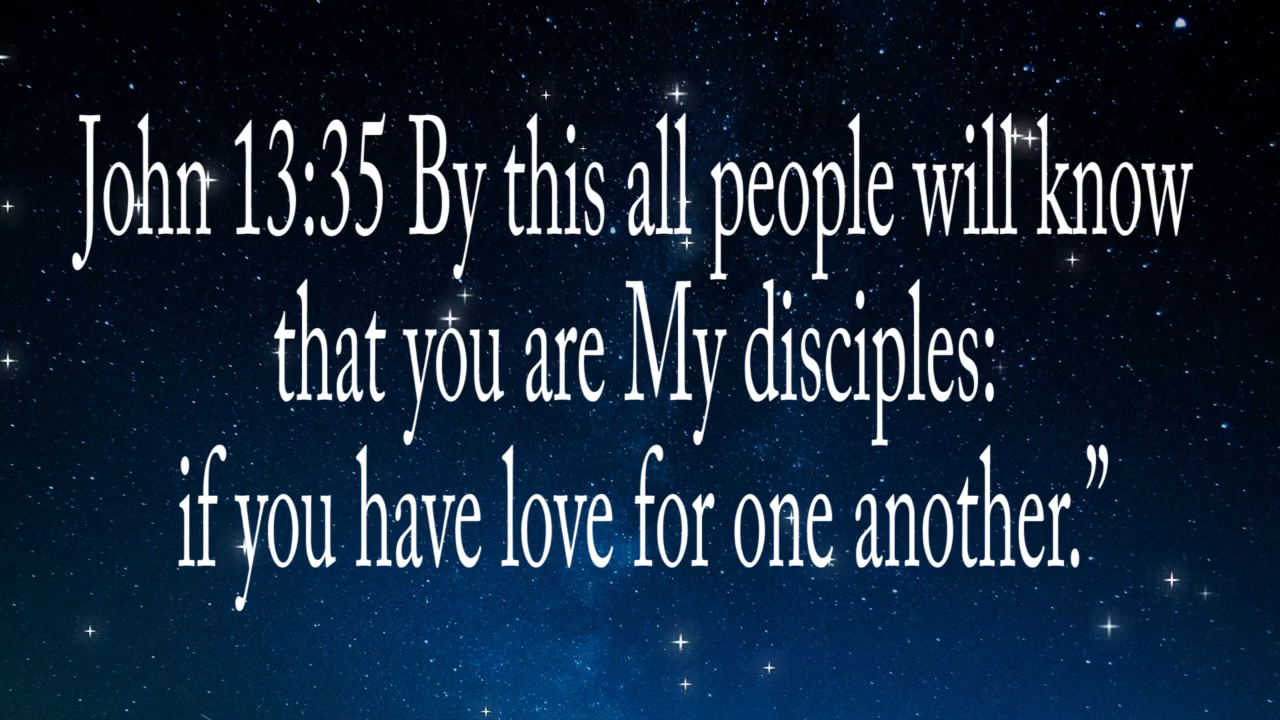 John 13:35 By this all people will know
that you are My disciples:
if you have love for one another.”